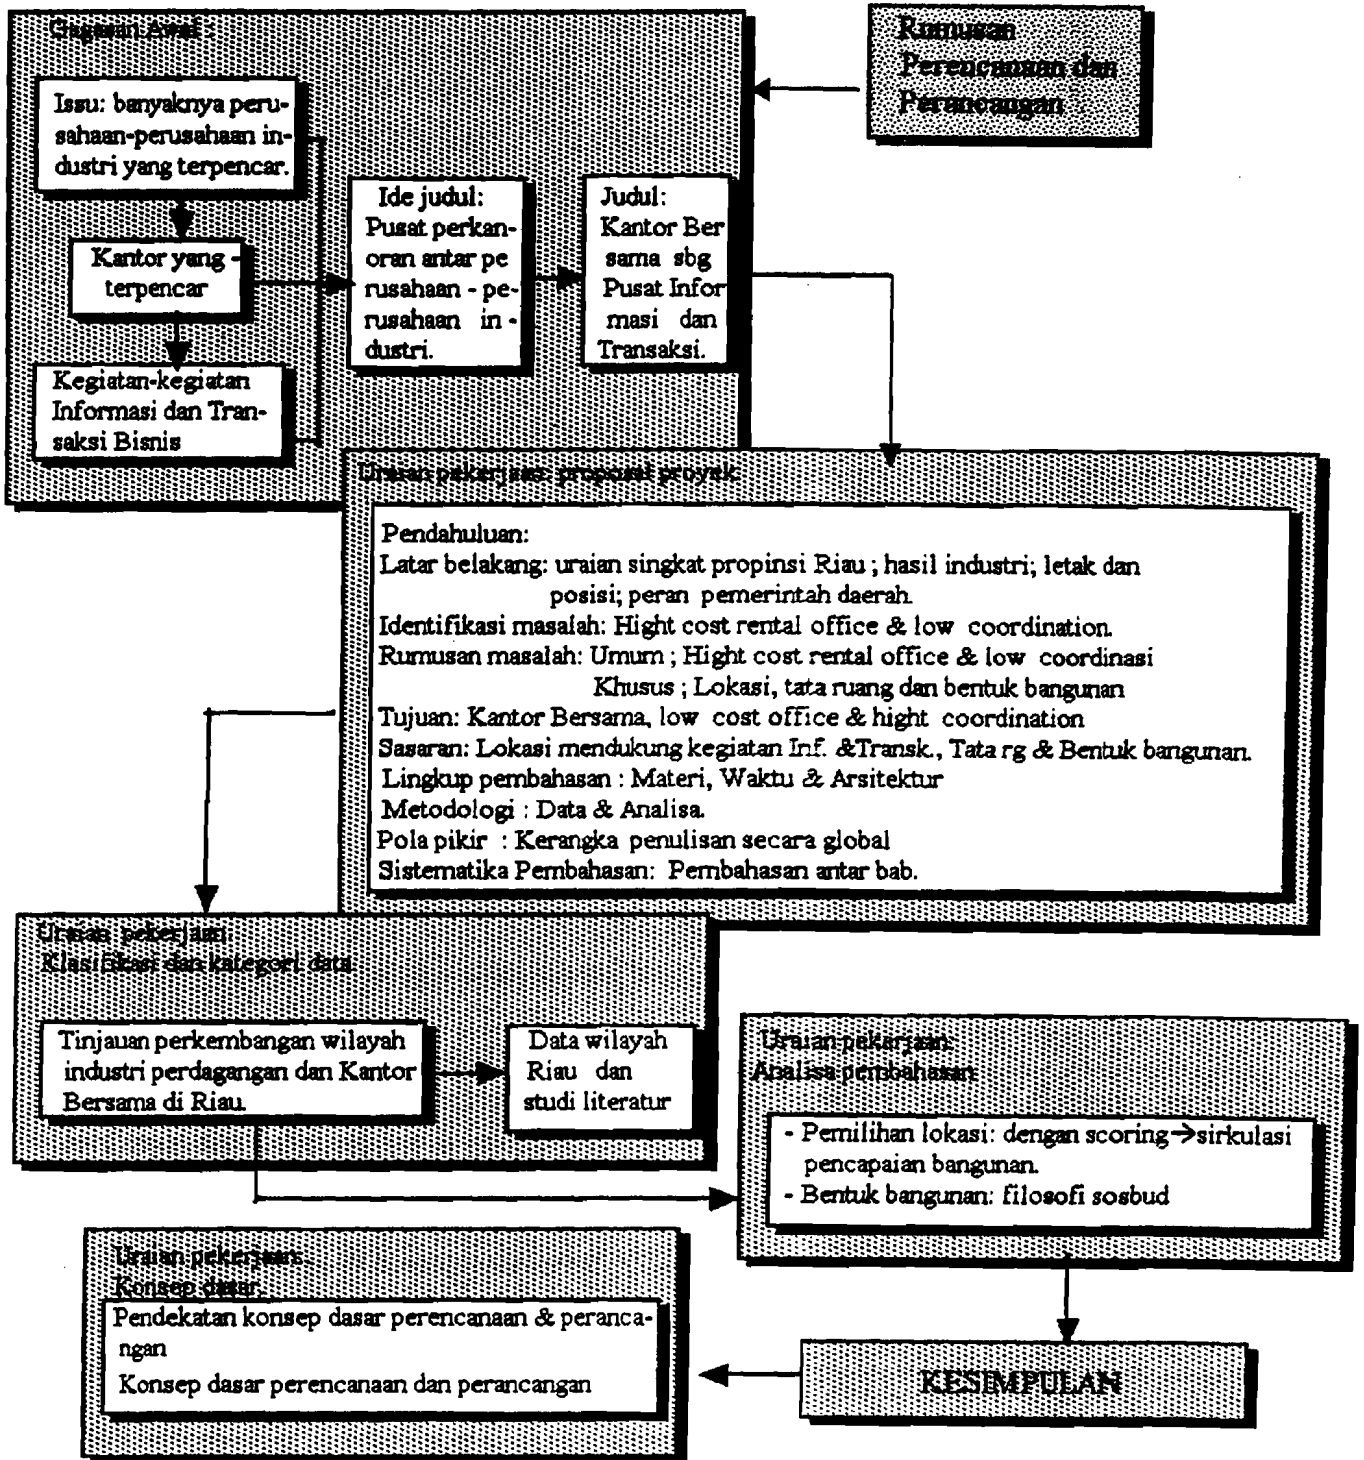 Gagasan Awal :
Rumusan
Perencanaan dan
Perancangan
Issu: banyaknya peru-
sahaan-perusahaan in-
dustri yang terpencar.
Kantor yang -
terpencar
Kegiatan-kegiatan
Informasi dan Tran-
saksi Bisnis
Ide judul:
Pusat perkan-
oran antar pe
rusahaan - pe-
rusahaan in -
dustri.
Judul:
Kantor Ber
sama sbg
Pusat Infor
masi dan
Transaksi.
Uraian pekerjaan: proposal proyek.
Pendahuluan:
Latar belakang: uraian singkat propinsi Riau ; hasil industri; letak dan
posisi; peran pemerintah daerah.
Identifikasi masalah: Hight cost rental office & low coordination.
Rumusan masalah: Umum ; Hight cost rental office & low coordinasi
Khusus ; Lokasi, tata ruang dan bentuk bangunan
Tujuan: Kantor Bersama, low cost office & hight coordination
Sasaran: Lokasi mendukung kegiatan Inf. &Transk., Tata rg & Bentuk bangunan.
Lingkup pembahasan : Materi, Waktu & Arsitektur
Metodologi : Data & Analisa.
Pola pikir : Kerangka penulisan secara global
Sistematika Pembahasan: Pembahasan antar bab.
Uraian pekerjaan:
Klasifikasi dan kategori data.
Tinjauan perkembangan wilayah
industri perdagangan dan Kantor
Bersama di Riau.
Data wilayah
Riau dan
studi literatur
Uraian pekerjaan:
Analisa pembahasan
- Pemilihan lokasi: dengan scoring→sirkulasi
pencapaian bangunan.
- Bentuk bangunan: filosofi sosbud
Uraian pekerjaan:
Konsep dasar.
Pendekatan konsep dasar perencanaan & peranca-
ngan
Konsep dasar perencanaan dan perancangan
KESIMPULAN